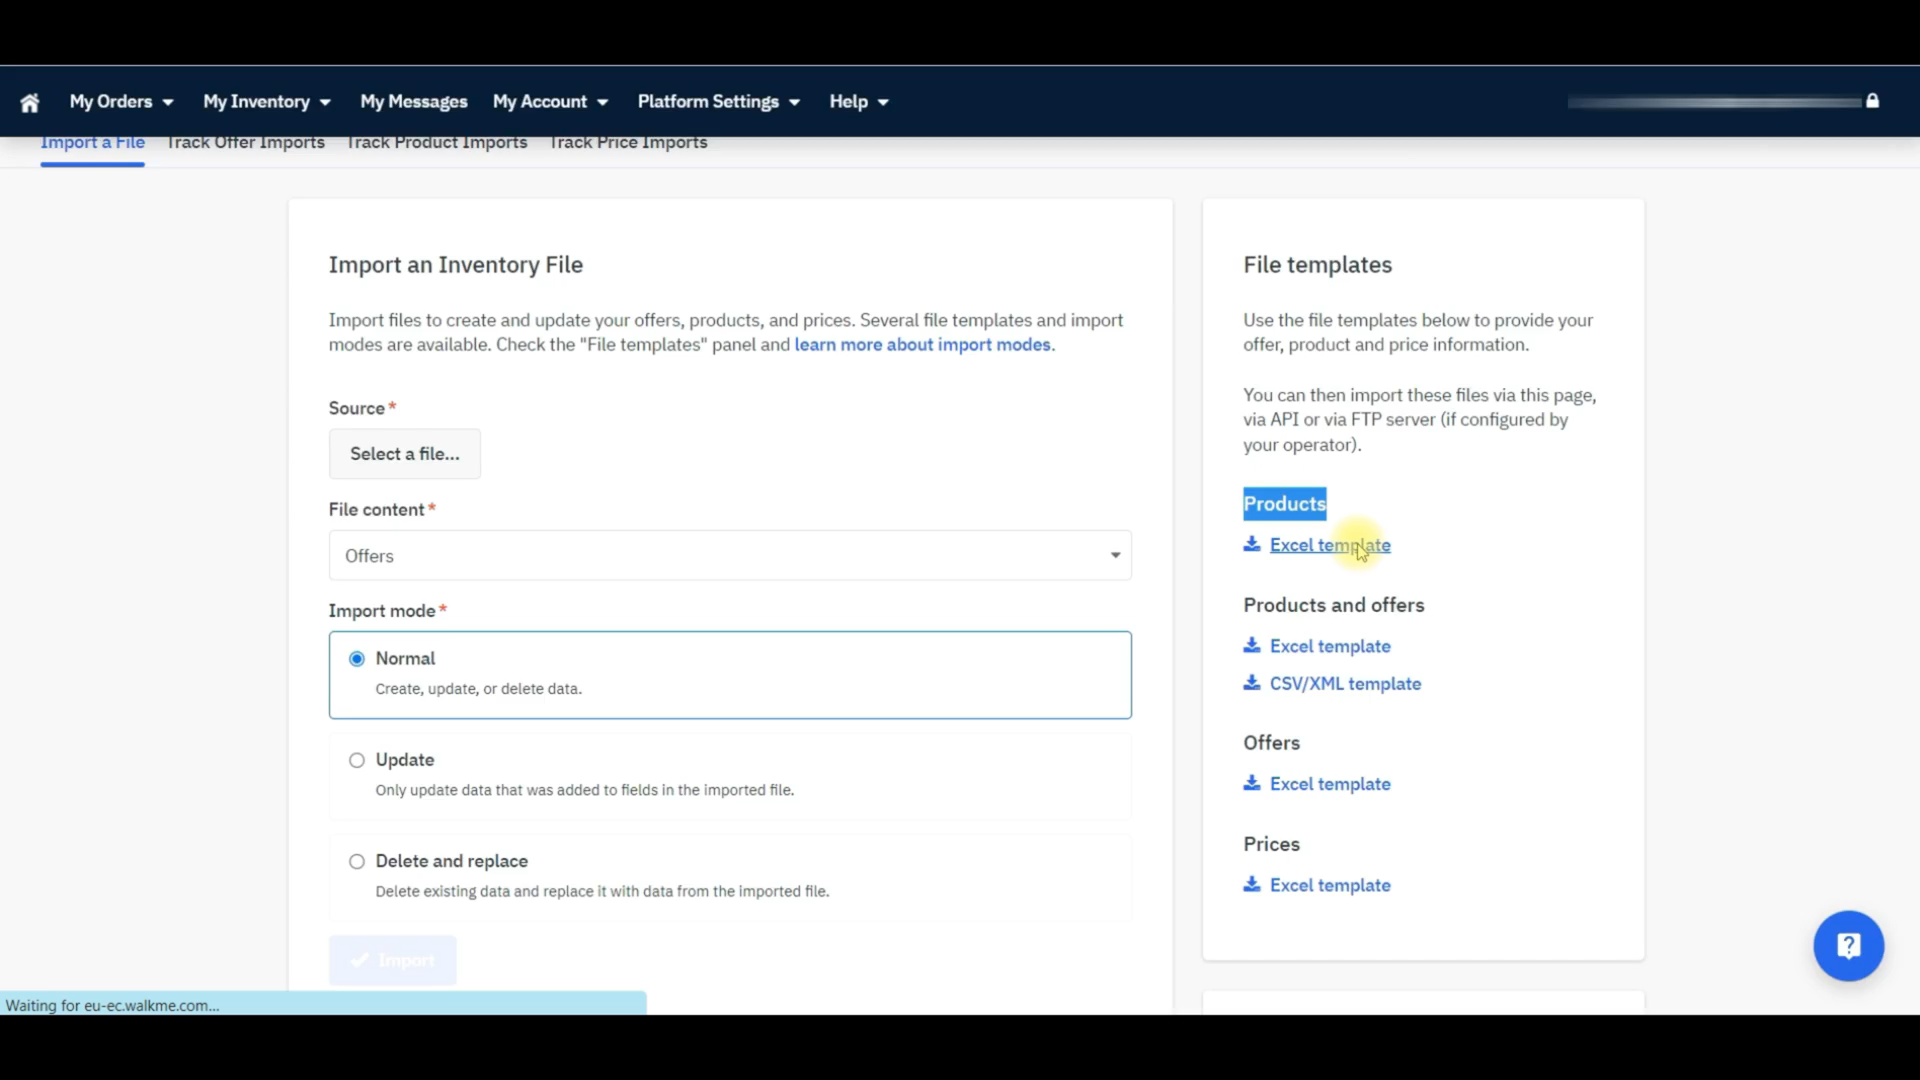 My Orders My Inventory My Messages My Account Platform Settings Help
Import a File Track Offer Imports Track Product Imports Track Price Imports
Import an Inventory File
Import files to create and update your offers, products, and prices. Several file templates and import
modes are available. Check the "File templates" panel and learn more about import modes.
Source*
Select a file...
File content*
Offers
Import mode*
Normal
Create, update, or delete data.
Update
Only update data that was added to fields in the imported file.
Delete and replace
Delete existing data and replace it with data from the imported file.
Import
File templates
Use the file templates below to provide your
offer, product and price information.
You can then import these files via this page,
via API or via FTP server (if configured by
your operator).
Products
Excel template
Products and offers
Excel template
CSV/XML template
Offers
Excel template
Prices
Excel template
Waiting for eu-ec.walkme.com...